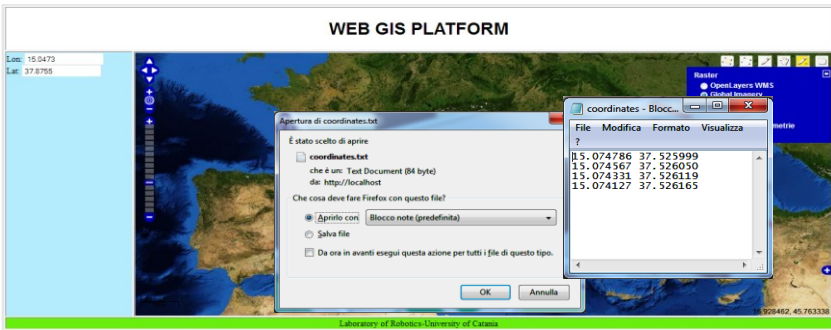 WEB GIS PLATFORM
Lon: 15.0473
Lat: 37.8755
Raster
OpenLayers WMS
Global Imagery
metrie
Apertura di coordinates.txt
È stato scelto di aprire
coordinates.txt
che è un: Text Document (84 byte)
da: http://localhost
Che cosa deve fare Firefox con questo file?
Aprirlo con Blocco note (predefinita)
Salva file
Da ora in avanti esegui questa azione per tutti i file di questo tipo.
OK Annulla
coordinates - Blocc...
File Modifica Formato Visualizza
?
15.074786 37.525999
15.074567 37.526050
15.074331 37.526119
15.074127 37.526165
.928462, 45.763338
Laboratory of Robotics-University of Catania